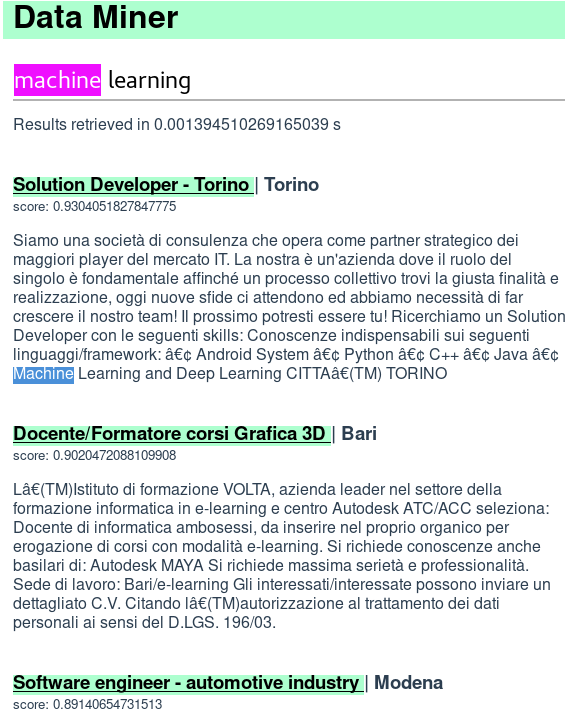 Data Miner
machine learning
Results retrieved in 0.001394510269165039 s
Solution Developer - Torino | Torino
score: 0.9304051827847775
Siamo una società di consulenza che opera come partner strategico dei
maggiori player del mercato IT. La nostra è un'azienda dove il ruolo del
singolo è fondamentale affinché un processo collettivo trovi la giusta finalità e
realizzazione, oggi nuove sfide ci attendono ed abbiamo necessità di far
crescere il nostro team! Il prossimo potresti essere tu! Ricerchiamo un Solution
Developer con le seguenti skills: Conoscenze indispensabili sui seguenti
linguaggi/framework: â€¢ Android System â€¢ Python â€¢ C++ â€¢ Java â€¢
Machine Learning and Deep Learning CITTAâ€(TM) TORINO
Docente/Formatore corsi Grafica 3D | Bari
score: 0.9020472088109908
Lâ€(TM)Istituto di formazione VOLTA, azienda leader nel settore della
formazione informatica in e-learning e centro Autodesk ATC/ACC seleziona:
Docente di informatica ambosessi, da inserire nel proprio organico per
erogazione di corsi con modalità e-learning. Si richiede conoscenze anche
basilari di: Autodesk MAYA Si richiede massima serietà e professionalità.
Sede di lavoro: Bari/e-learning Gli interessati/interessate possono inviare un
dettagliato C.V. Citando lâ€(TM)autorizzazione al trattamento dei dati
personali ai sensi del D.LGS. 196/03.
Software engineer - automotive industry | Modena
score: 0.89140654731513